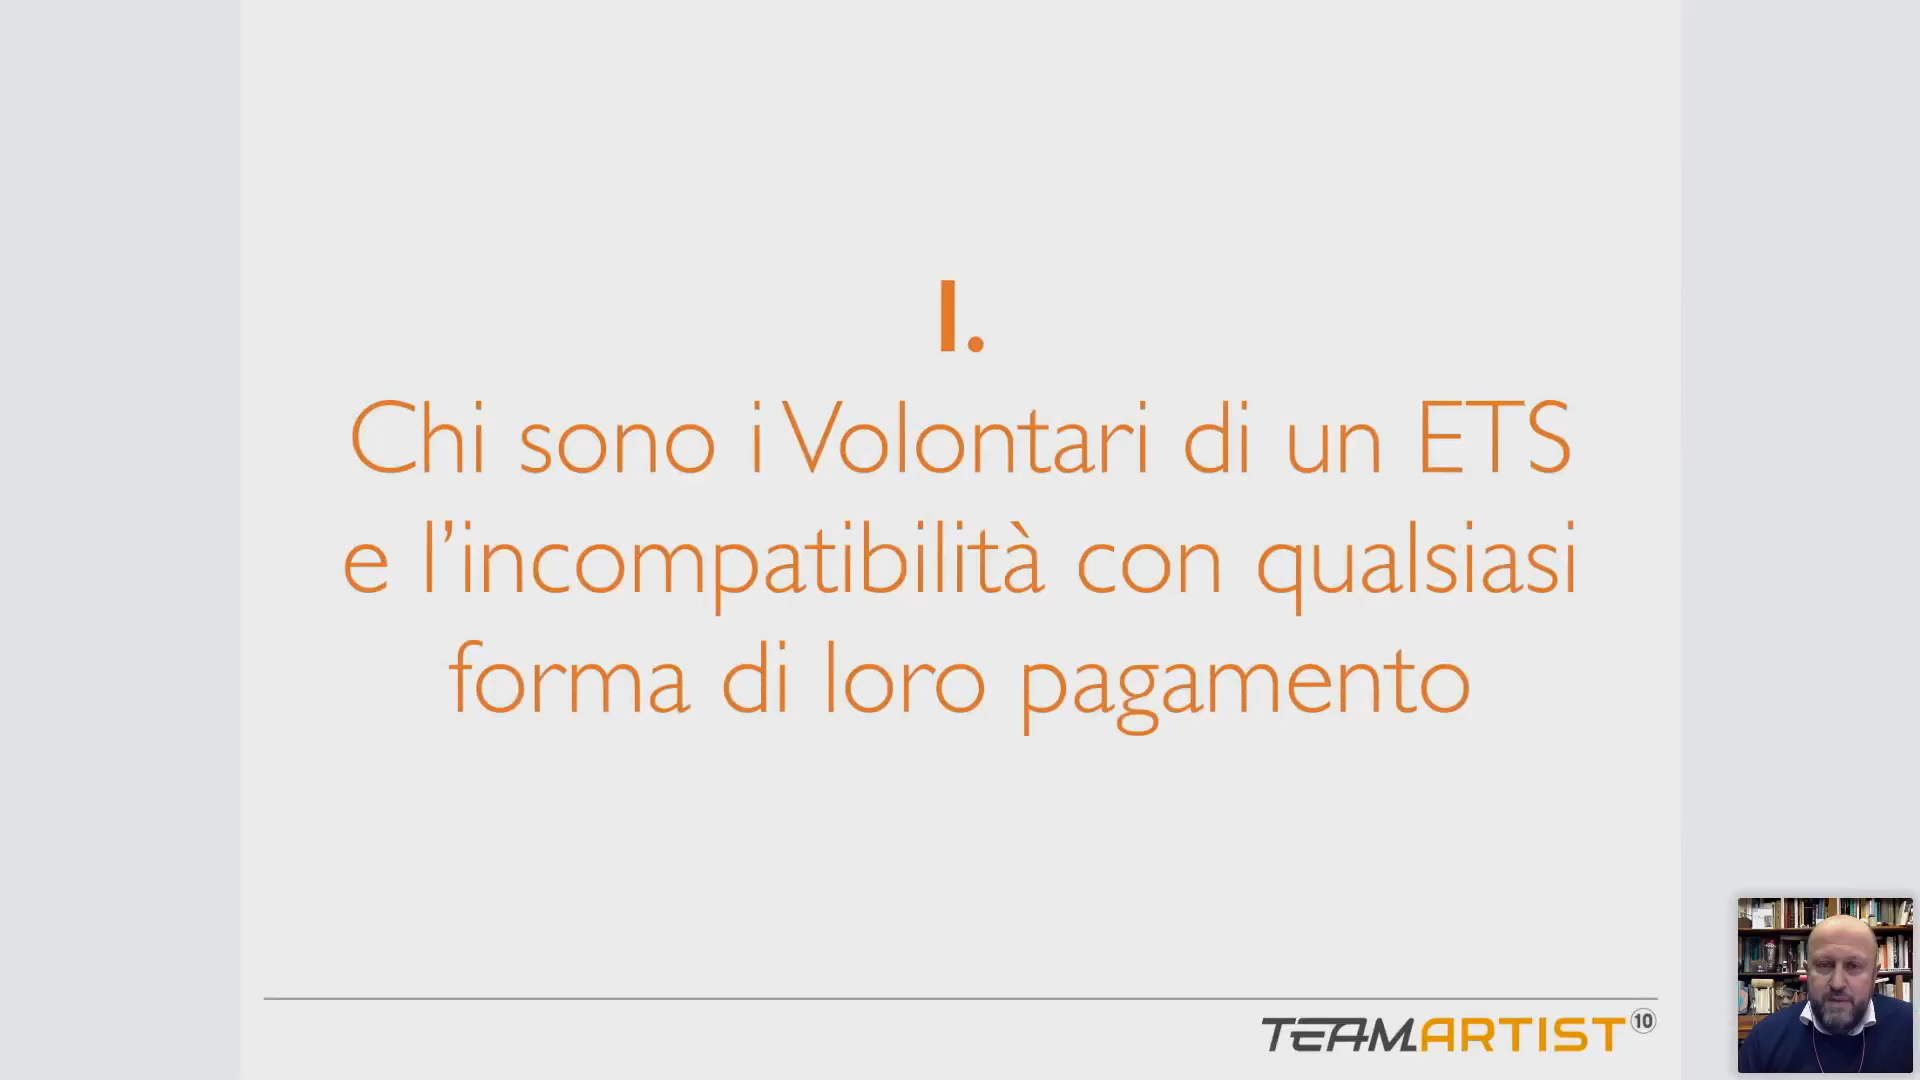 I.
Chi sono i Volontari di un ETS
e l'incompatibilità con qualsiasi
forma di loro pagamento
TEAMARTIST 10